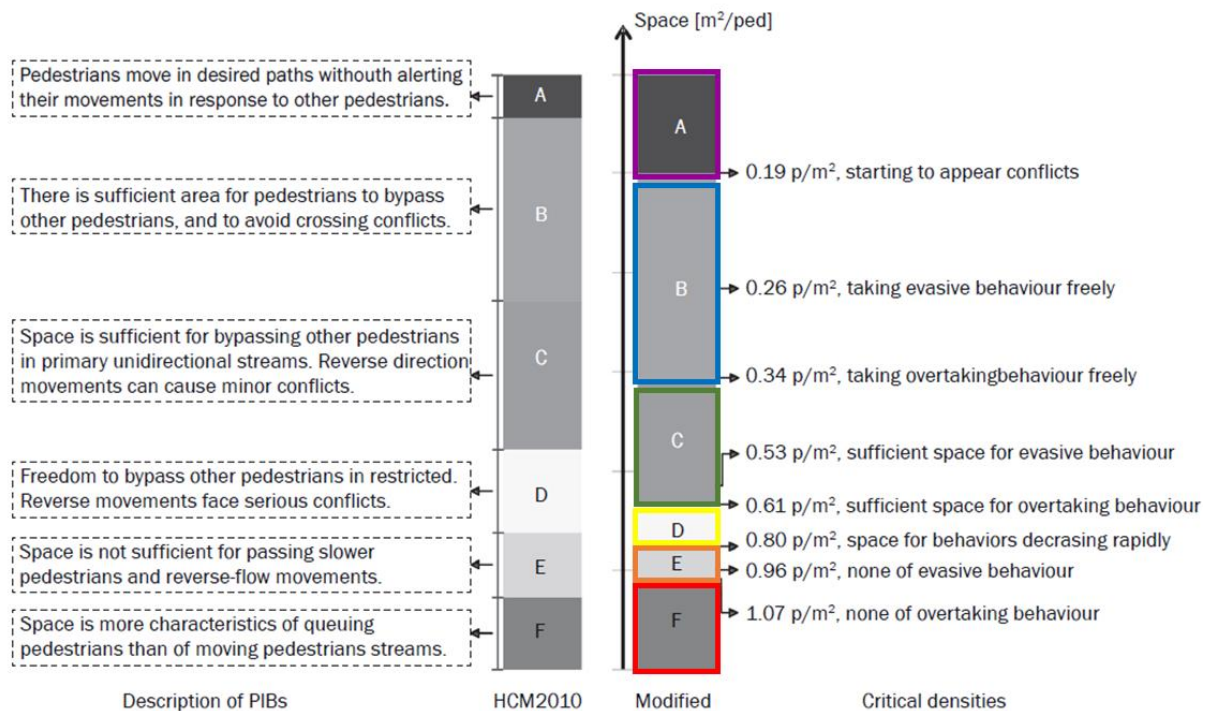 Space [m²/ped]
Pedestrians move in desired paths withouth alerting
their movements in response to other pedestrians.
There is sufficient area for pedestrians to bypass
other pedestrians, and to avoid crossing conflicts.
Space is sufficient for bypassing other pedestrians
in primary unidirectional streams. Reverse direction
movements can cause minor conflicts.
Freedom to bypass other pedestrians in restricted.
Reverse movements face serious conflicts.
Space is not sufficient for passing slower
pedestrians and reverse-flow movements.
Space is more characteristics of queuing
pedestrians than of moving pedestrians streams.
A
B
C
D
E
F
A
B
C
D
E
F
0.19 p/m², starting to appear conflicts
0.26 p/m², taking evasive behaviour freely
0.34 p/m², taking overtakingbehaviour freely
0.53 p/m², sufficient space for evasive behaviour
0.61 p/m², sufficient space for overtaking behaviour
0.80 p/m², space for behaviors decrasing rapidly
0.96 p/m², none of evasive behaviour
1.07 p/m², none of overtaking behaviour
Description of PIBs
HCM2010
Modified
Critical densities